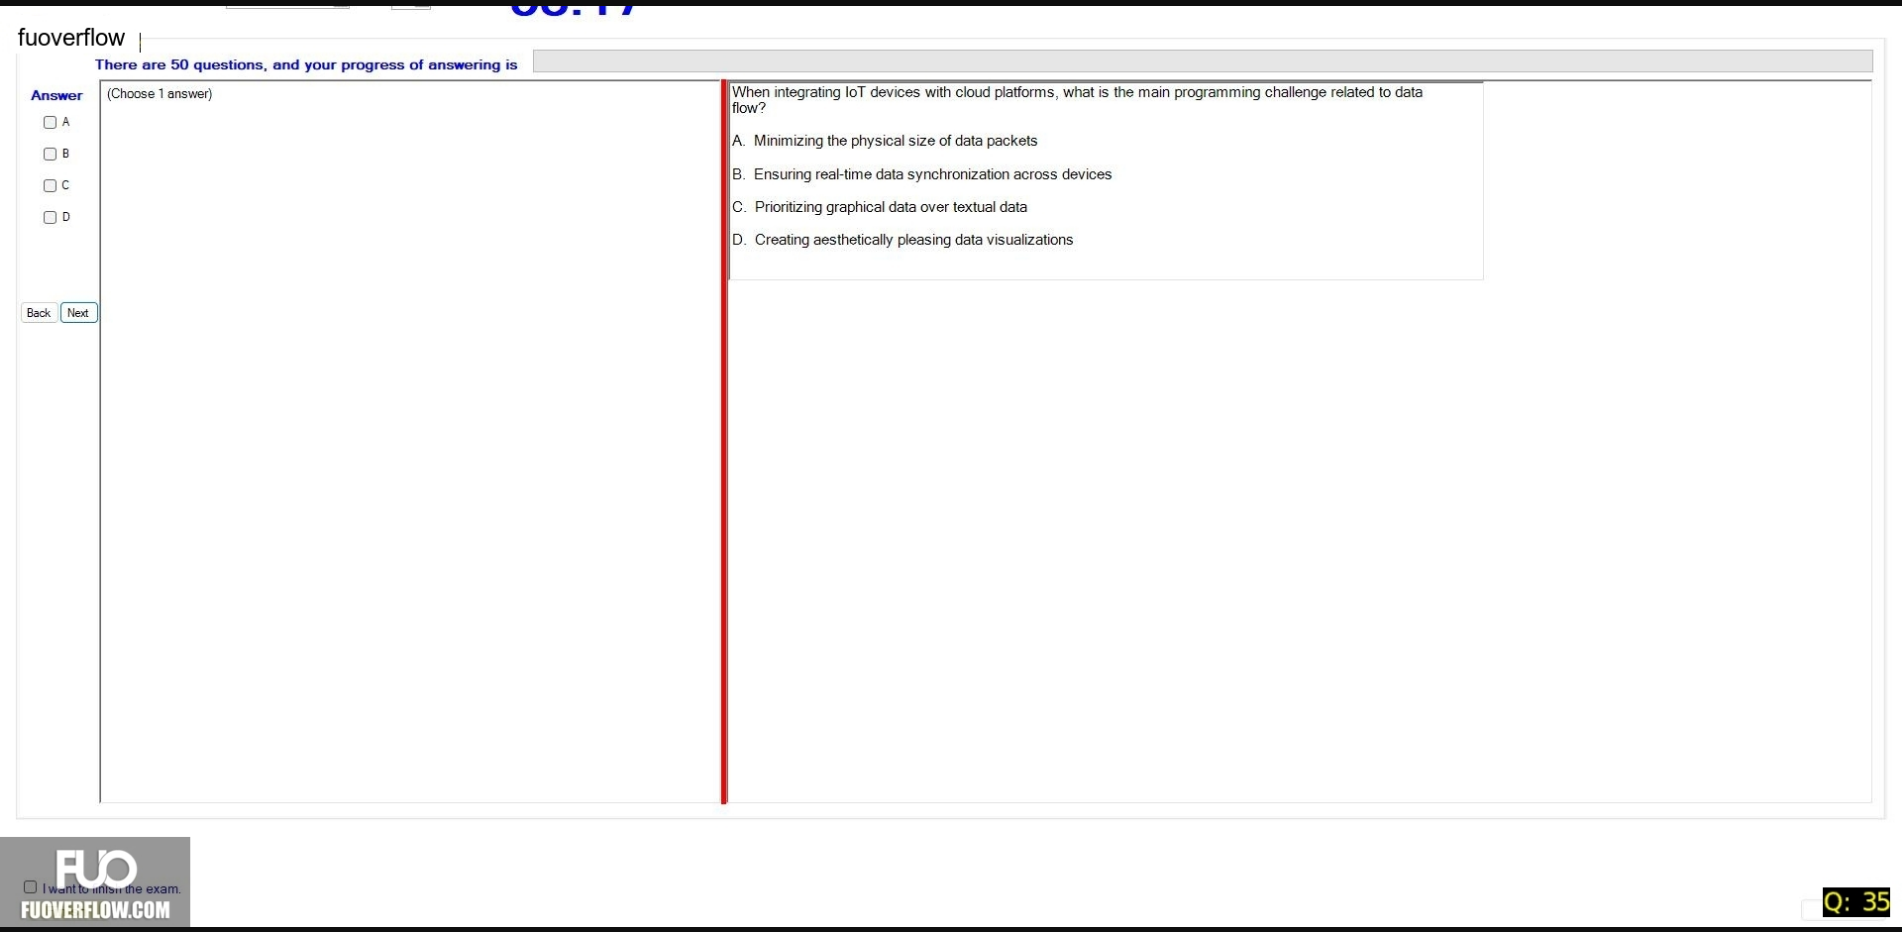 fuoverflow
There are 50 questions, and your progress of answering is
Answer
(Choose 1 answer)
A
B
C
D
Back Next
When integrating IoT devices with cloud platforms, what is the main programming challenge related to data
flow?
A. Minimizing the physical size of data packets
B. Ensuring real-time data synchronization across devices
C. Prioritizing graphical data over textual data
D. Creating aesthetically pleasing data visualizations
FUO
I want to finish the exam.
FUOVERFLOW.COM
Q: 35